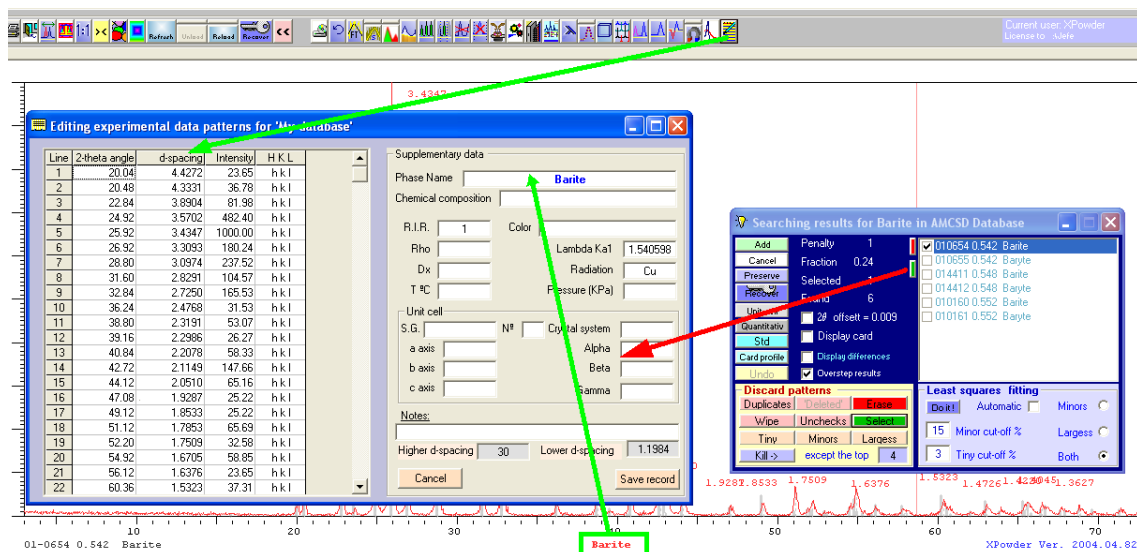 1:1
Refresh
Unload
Reload
Recover
<<
Current user: XPowder
License to : Jefe
3.4347
Editing experimental data patterns for 'My database'
Line 2-theta angle d-spacing Intensity H K L
1 20.04 4.4272 23.65 h k l
2 20.48 4.3331 36.78 h k l
3 22.84 3.8904 81.98 h k l
4 24.92 3.5702 482.40 h k l
5 25.92 3.4347 1000.00 h k l
6 26.92 3.3093 180.24 h k l
7 28.80 3.0974 237.52 h k l
8 31.60 2.8291 104.57 h k l
9 32.84 2.7250 165.53 h k l
10 36.24 2.4768 31.53 h k l
11 38.80 2.3191 53.07 h k l
12 39.16 2.2986 26.27 h k l
13 40.84 2.2078 58.33 h k l
14 42.72 2.1149 147.66 h k l
15 44.12 2.0510 65.16 h k l
16 47.08 1.9287 25.22 h k l
17 49.12 1.8533 25.22 h k l
18 51.12 1.7853 65.69 h k l
19 52.20 1.7509 32.58 h k l
20 54.92 1.6705 58.85 h k l
21 56.12 1.6376 23.65 h k l
22 60.36 1.5323 37.31 h k l
Supplementary data
Phase Name Barite
Chemical composition
R.I.R. 1 Color
Rho Lambda Ka1 1.540598
Dx Radiation Cu
T ºC Pressure (KPa)
Unit cell
S.G. Nº Crystal system
a axis Alpha
b axis Beta
c axis Gamma
Notes:
Higher d-spacing 30 Lower d-spacing 1.1984
Cancel Save record
Searching results for Barite in AMCSD Database
Add Penalty 1
Cancel Fraction 0.24
Preserve Selected 1
Recover Found 6
2θ offsett = 0.009
Quantitativ Display card
Std
Card profile Display differences
Undo Overstep results
010654 0.542 Barite
010655 0.542 Baryte
014411 0.548 Barite
014412 0.548 Barite
010160 0.552 Barite
010161 0.552 Baryte
Discard patterns
Duplicates 'Deleted' Erase
Wipe Unchecks Select
Tiny Minors Largess
Kill -> except the top 4
Least squares fitting
Do it! Automatic Minors
15 Minor cut-off % Largess
3 Tiny cut-off % Both
1.9287 1.8533 1.7509 1.6376 1.5323 1.4726 1.3627
10 20 30 40 50 60 70
01-0654 0.542 Barite
Barite
XPowder Ver. 2004.04.82